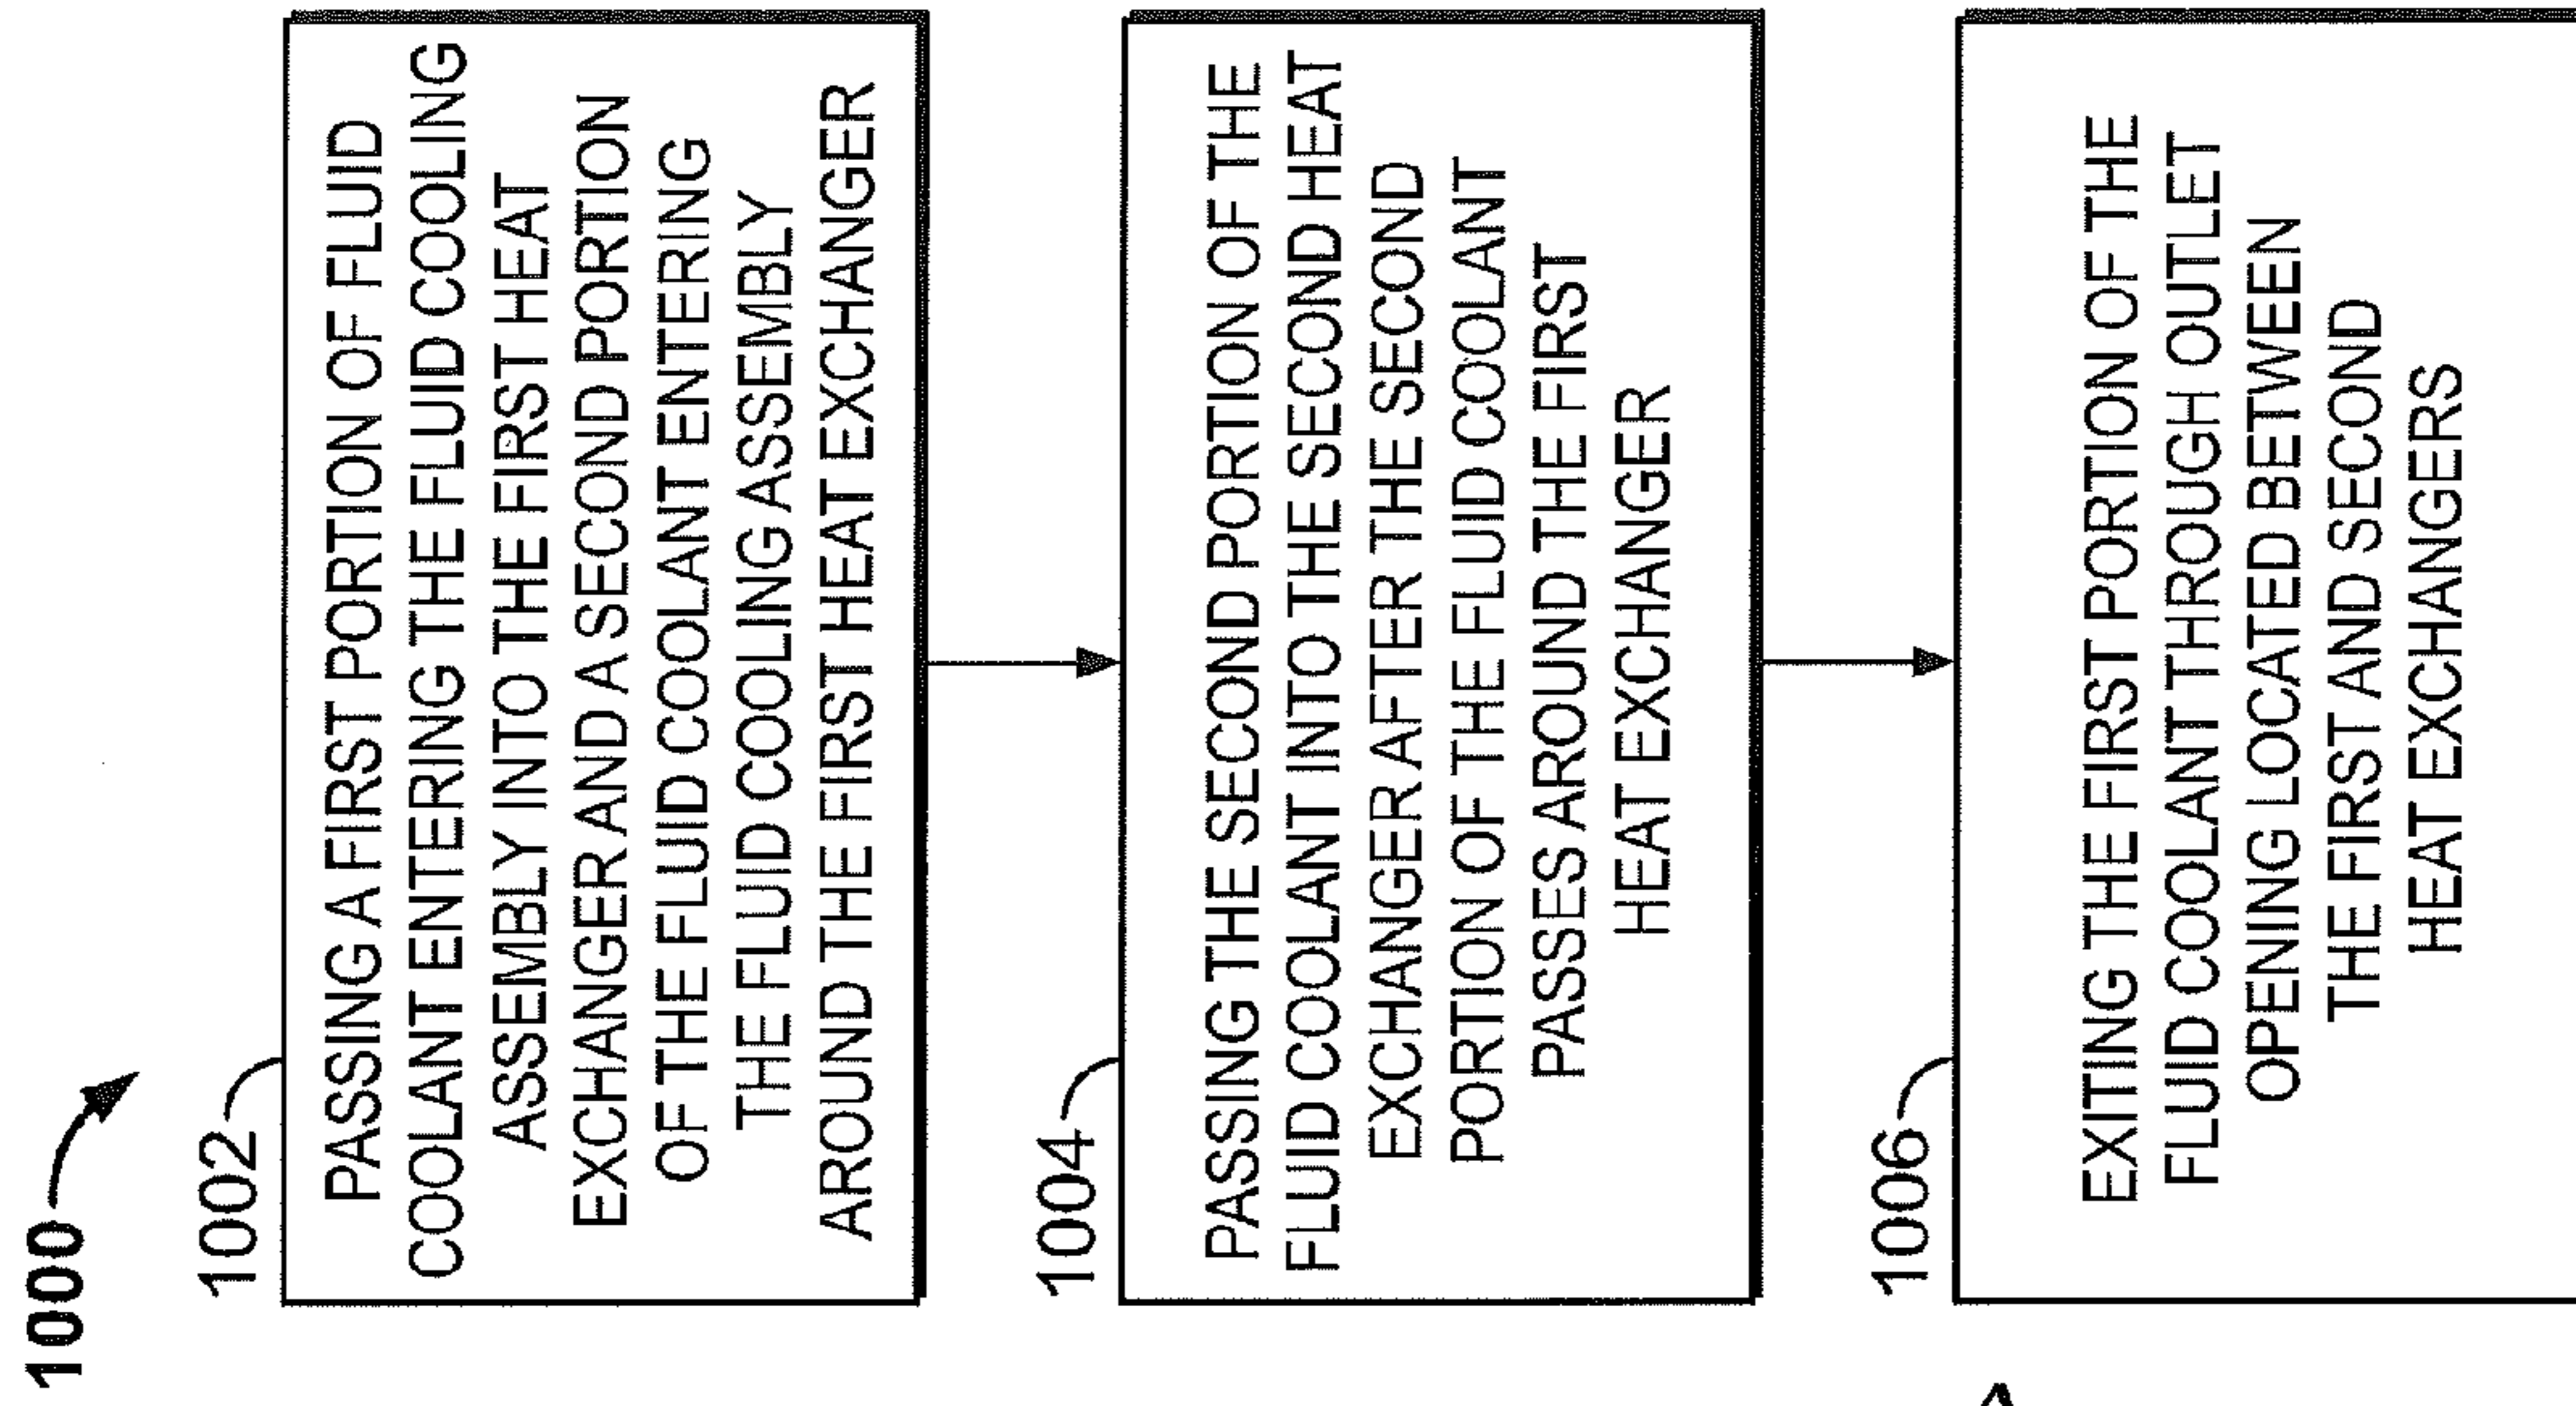 1000
1002
PASSING A FIRST PORTION OF FLUID
COOLANT ENTERING THE FLUID COOLING
ASSEMBLY INTO THE FIRST HEAT
EXCHANGER AND A SECOND PORTION
OF THE FLUID COOLANT ENTERING
THE FLUID COOLING ASSEMBLY
AROUND THE FIRST HEAT EXCHANGER
1004
PASSING THE SECOND PORTION OF THE
FLUID COOLANT INTO THE SECOND HEAT
EXCHANGER AFTER THE SECOND
PORTION OF THE FLUID COOLANT
PASSES AROUND THE FIRST
HEAT EXCHANGER
1006
EXITING THE FIRST PORTION OF THE
FLUID COOLANT THROUGH OUTLET
OPENING LOCATED BETWEEN
THE FIRST AND SECOND
HEAT EXCHANGERS